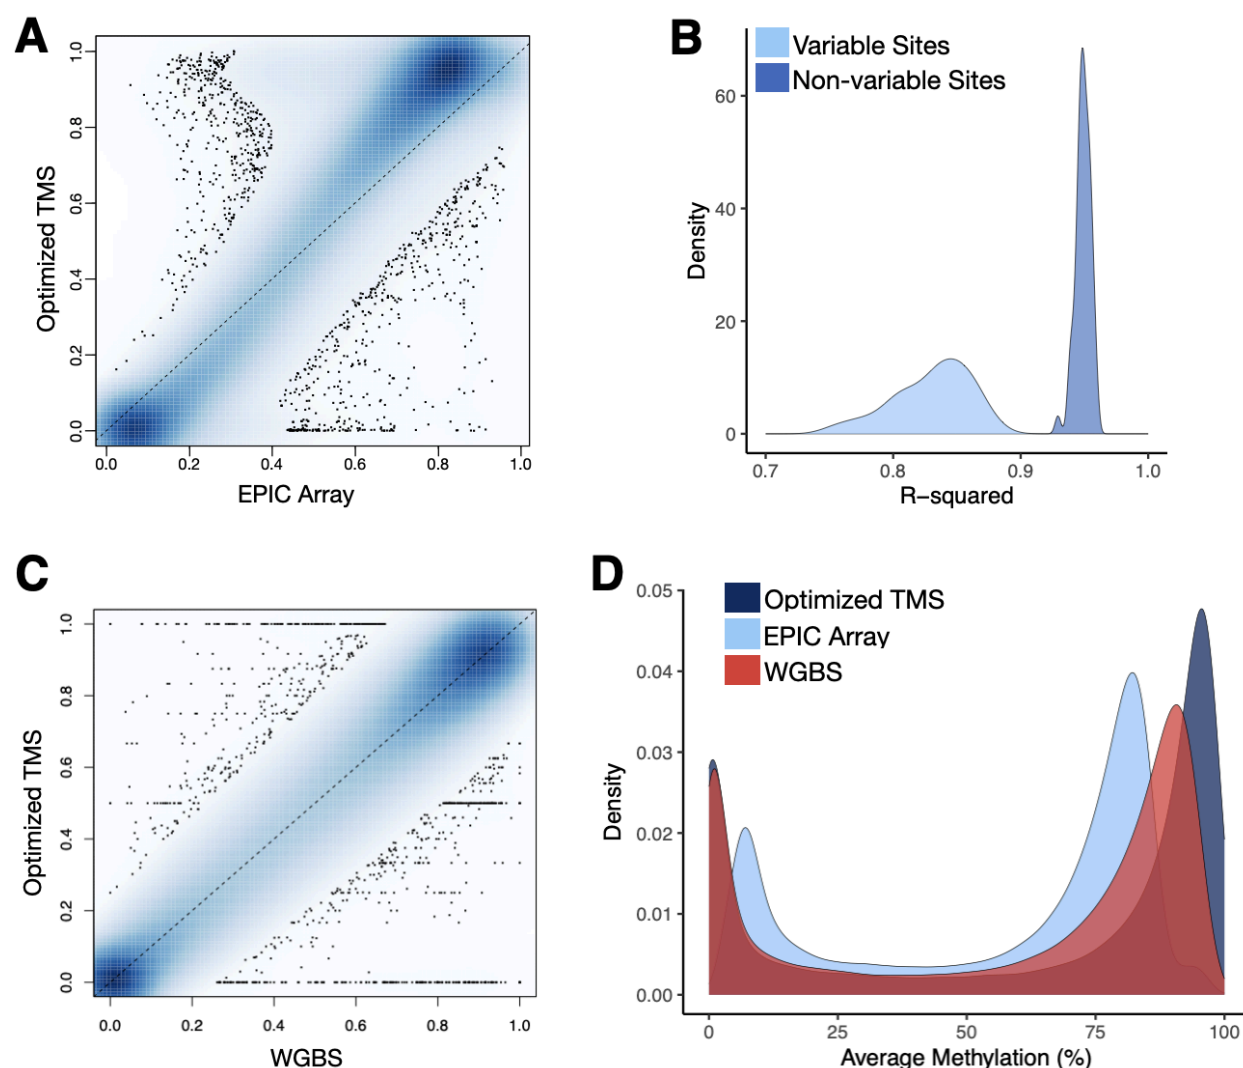 A
1.0
0.8
0.6
0.4
0.2
0.0
Optimized TMS
0.0 0.2 0.4 0.6 0.8 1.0
EPIC Array
B
Variable Sites
Non-variable Sites
60
40
20
0
Density
0.7 0.8 0.9 1.0
R−squared
C
1.0
0.8
0.6
0.4
0.2
0.0
Optimized TMS
0.0 0.2 0.4 0.6 0.8 1.0
WGBS
D
Optimized TMS
EPIC Array
WGBS
0.05
0.04
0.03
0.02
0.01
0.00
Density
0 25 50 75 100
Average Methylation (%)